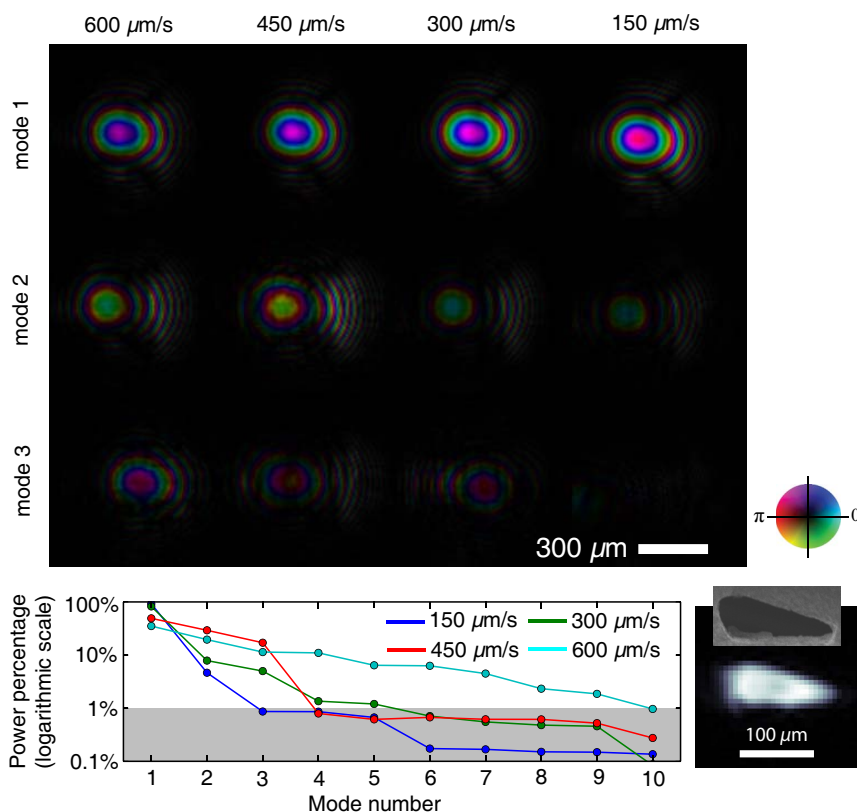 600 µm/s 450 µm/s 300 µm/s 150 µm/s
mode 1
mode 2
mode 3
300 µm
π 0
Power percentage
(logarithmic scale)
100%
10%
1%
0.1%
150 µm/s 300 µm/s
450 µm/s 600 µm/s
1 2 3 4 5 6 7 8 9 10
Mode number
100 µm